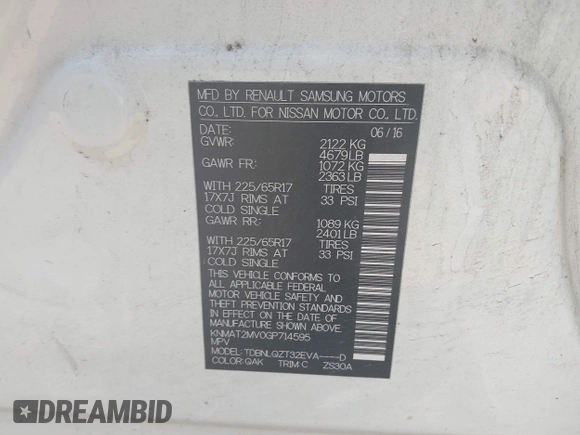 MFD BY RENAULT SAMSUNG MOTORS
CO., LTD. FOR NISSAN MOTOR CO., LTD.
DATE: 06/16
GVWR: 2122 KG
4679 LB
GAWR FR: 1072 KG
2363 LB
WITH 225/65R17 TIRES
17X7J RIMS AT 33 PSI
COLD SINGLE
GAWR RR: 1089 KG
2401 LB
WITH 225/65R17 TIRES
17X7J RIMS AT 33 PSI
COLD SINGLE
THIS VEHICLE CONFORMS TO
ALL APPLICABLE FEDERAL
MOTOR VEHICLE SAFETY AND
THEFT PREVENTION STANDARDS
IN EFFECT ON THE DATE OF
MANUFACTURE SHOWN ABOVE.
KNMAT2MV0GP714595
MPV
MODEL: TDBNLQZT32EVA----D
COLOR: QAK TRIM C ZS30A
DREAMBID